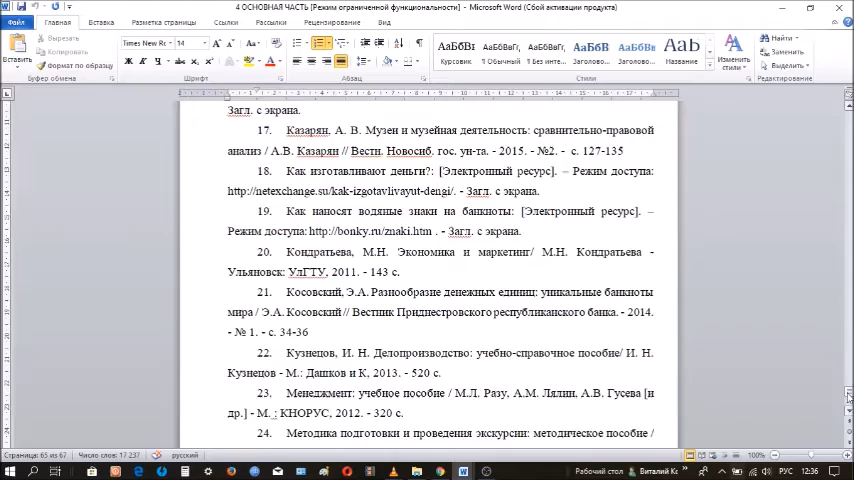 4 ОСНОВНАЯ ЧАСТЬ [Режим ограниченной функциональности] - Microsoft Word (Сбой активации продукта)
Файл Главная Вставка Разметка страницы Ссылки Рассылки Рецензирование Вид
Вырезать
Копировать
Формат по образцу
Вставить
Times New Ro 14
АаБбВг, АаБбВгГг, АаБбВгГг, АаБбВ АаБбВв АаБ
Курсовик ¶ Обычный ¶ Без инте... Заголово... Заголово... Название
Изменить стили
Найти
Заменить
Выделить
Буфер обмена Шрифт Абзац Стили Редактирование
Загл. с экрана.
17. Казарян, А. В. Музеи и музейная деятельность: сравнительно-правовой
анализ / А.В. Казарян // Вестн. Новосиб. гос. ун-та. - 2015. - №2. - с. 127-135
18. Как изготавливают деньги?: [Электронный ресурс]. – Режим доступа:
http://netexchange.su/kak-izgotavlivayut-dengi/. - Загл. с экрана.
19. Как наносят водяные знаки на банкноты: [Электронный ресурс]. –
Режим доступа: http://bonky.ru/znaki.htm . - Загл. с экрана.
20. Кондратьева, М.Н. Экономика и маркетинг/ М.Н. Кондратьева -
Ульяновск: УлГТУ, 2011. - 143 с.
21. Косовский, Э.А. Разнообразие денежных единиц: уникальные банкноты
мира / Э.А. Косовский // Вестник Приднестровского республиканского банка. - 2014.
- № 1. - с. 34-36
22. Кузнецов, И. Н. Делопроизводство: учебно-справочное пособие/ И. Н.
Кузнецов - М.: Дашков и К, 2013. - 520 с.
23. Менеджмент: учебное пособие / М.Л. Разу, А.М. Лялин, А.В. Гусева [и
др.] - М. ; КНОРУС, 2012. - 320 с.
24. Методика подготовки и проведения экскурсии: методическое пособие /
Страница: 65 из 67 Число слов: 17 237 русский 100%
Рабочий стол Виталий Ко РУС 12:36